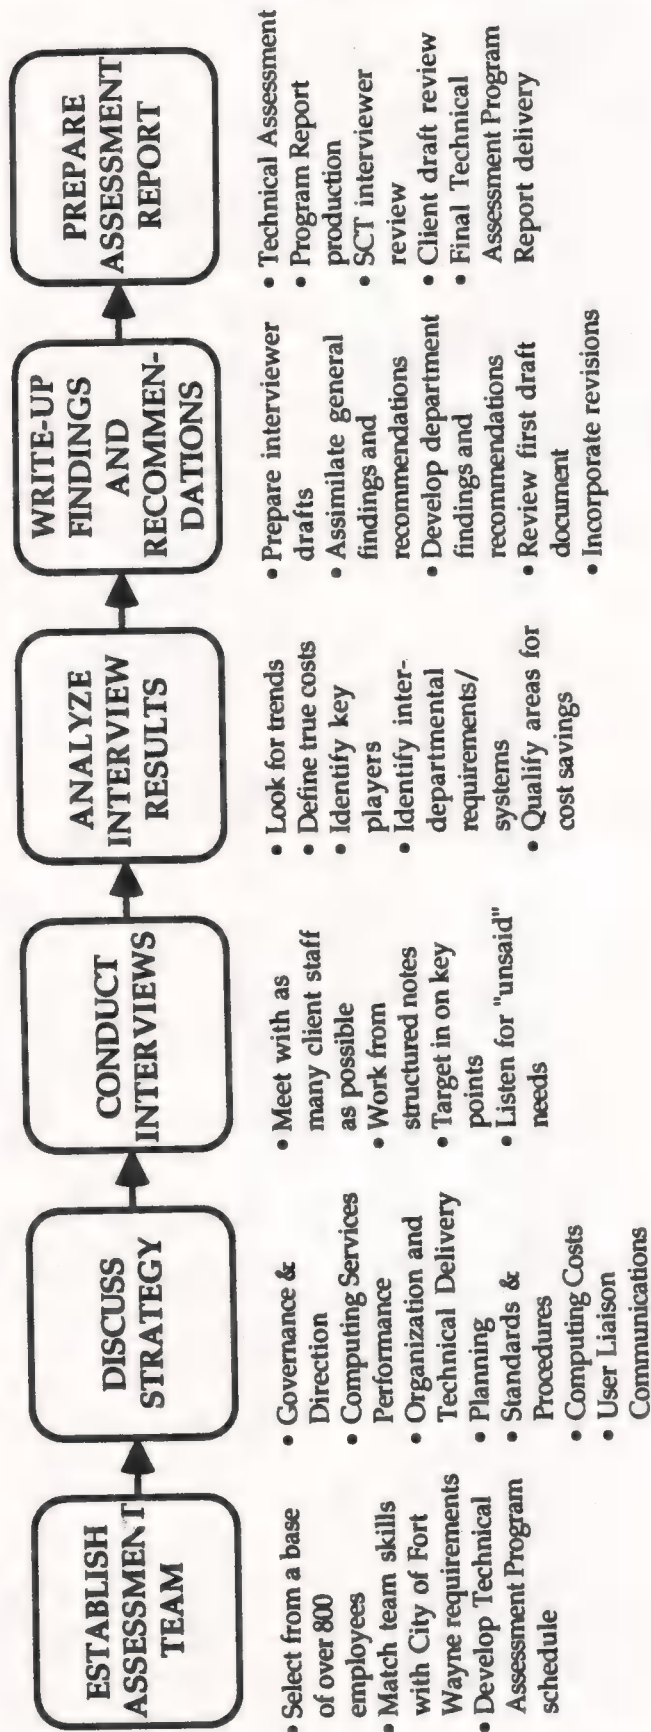 ESTABLISH
ASSESSMENT
TEAM
• Select from a base
of over 800
employees
• Match team skills
with City of Fort
Wayne requirements
• Develop Technical
Assessment Program
schedule
DISCUSS
STRATEGY
• Governance &
Direction
• Computing Services
Performance
• Organization and
Technical Delivery
• Planning
• Standards &
Procedures
• Computing Costs
• User Liaison
Communications
CONDUCT
INTERVIEWS
• Meet with as
many client staff
as possible
• Work from
structured notes
• Target in on key
points
• Listen for "unsaid"
needs
ANALYZE
INTERVIEW
RESULTS
• Look for trends
• Define true costs
• Identify key
players
• Identify inter-
departmental
requirements/
systems
• Qualify areas for
cost savings
WRITE-UP
FINDINGS
AND
RECOMMEN-
DATIONS
• Prepare interviewer
drafts
• Assimilate general
findings and
recommendations
• Develop department
findings and
recommendations
• Review first draft
document
• Incorporate revisions
PREPARE
ASSESSMENT
REPORT
• Technical Assessment
• Program Report
production
• SCT interviewer
review
• Client draft review
• Final Technical
Assessment Program
Report delivery